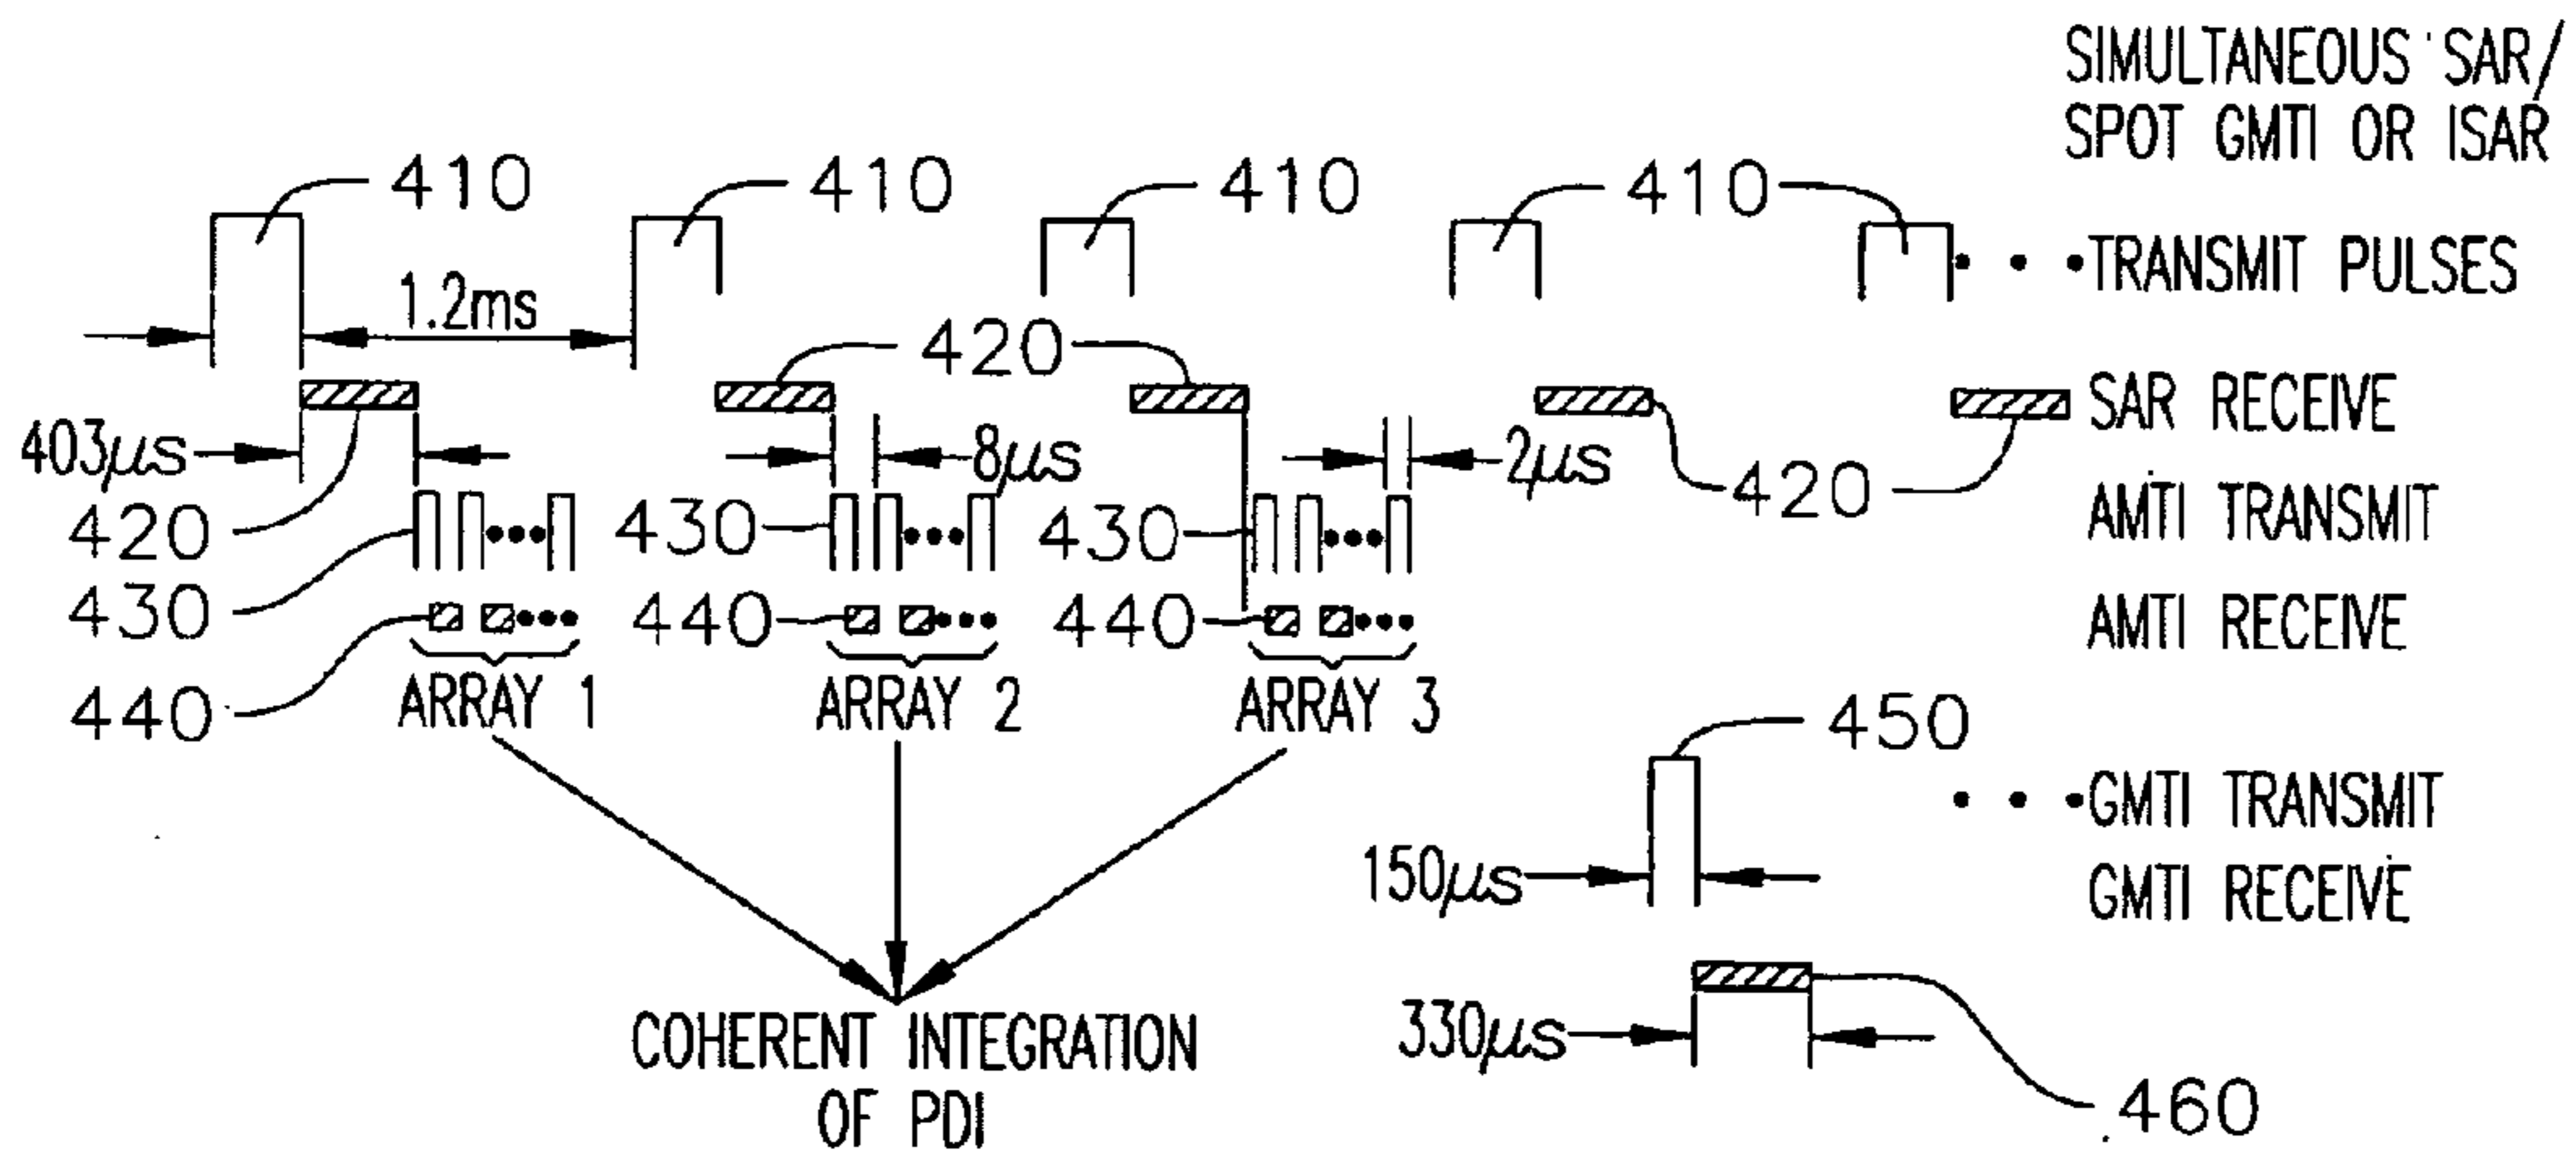 SIMULTANEOUS SAR/
SPOT GMTI OR ISAR
410 410 410 410
TRANSMIT PULSES
1.2ms
420
SAR RECEIVE
403μs 8μs 2μs
420 430 430 420
AMTI TRANSMIT
430 440 440
AMTI RECEIVE
440 ARRAY 1 ARRAY 2 ARRAY 3
450
GMTI TRANSMIT
150μs
GMTI RECEIVE
330μs
COHERENT INTEGRATION
OF PDI
460